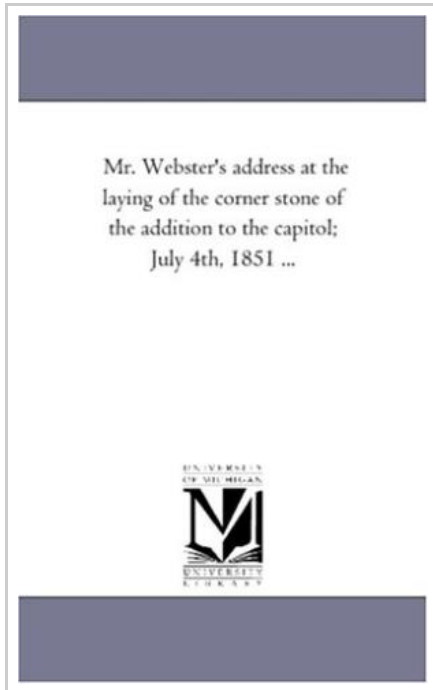 Mr. Webster's address at the
laying of the corner stone of
the addition to the capitol;
July 4th, 1851 ...
UNIVERSITY
OF MICHIGAN
UNIVERSITY
LIBRARY